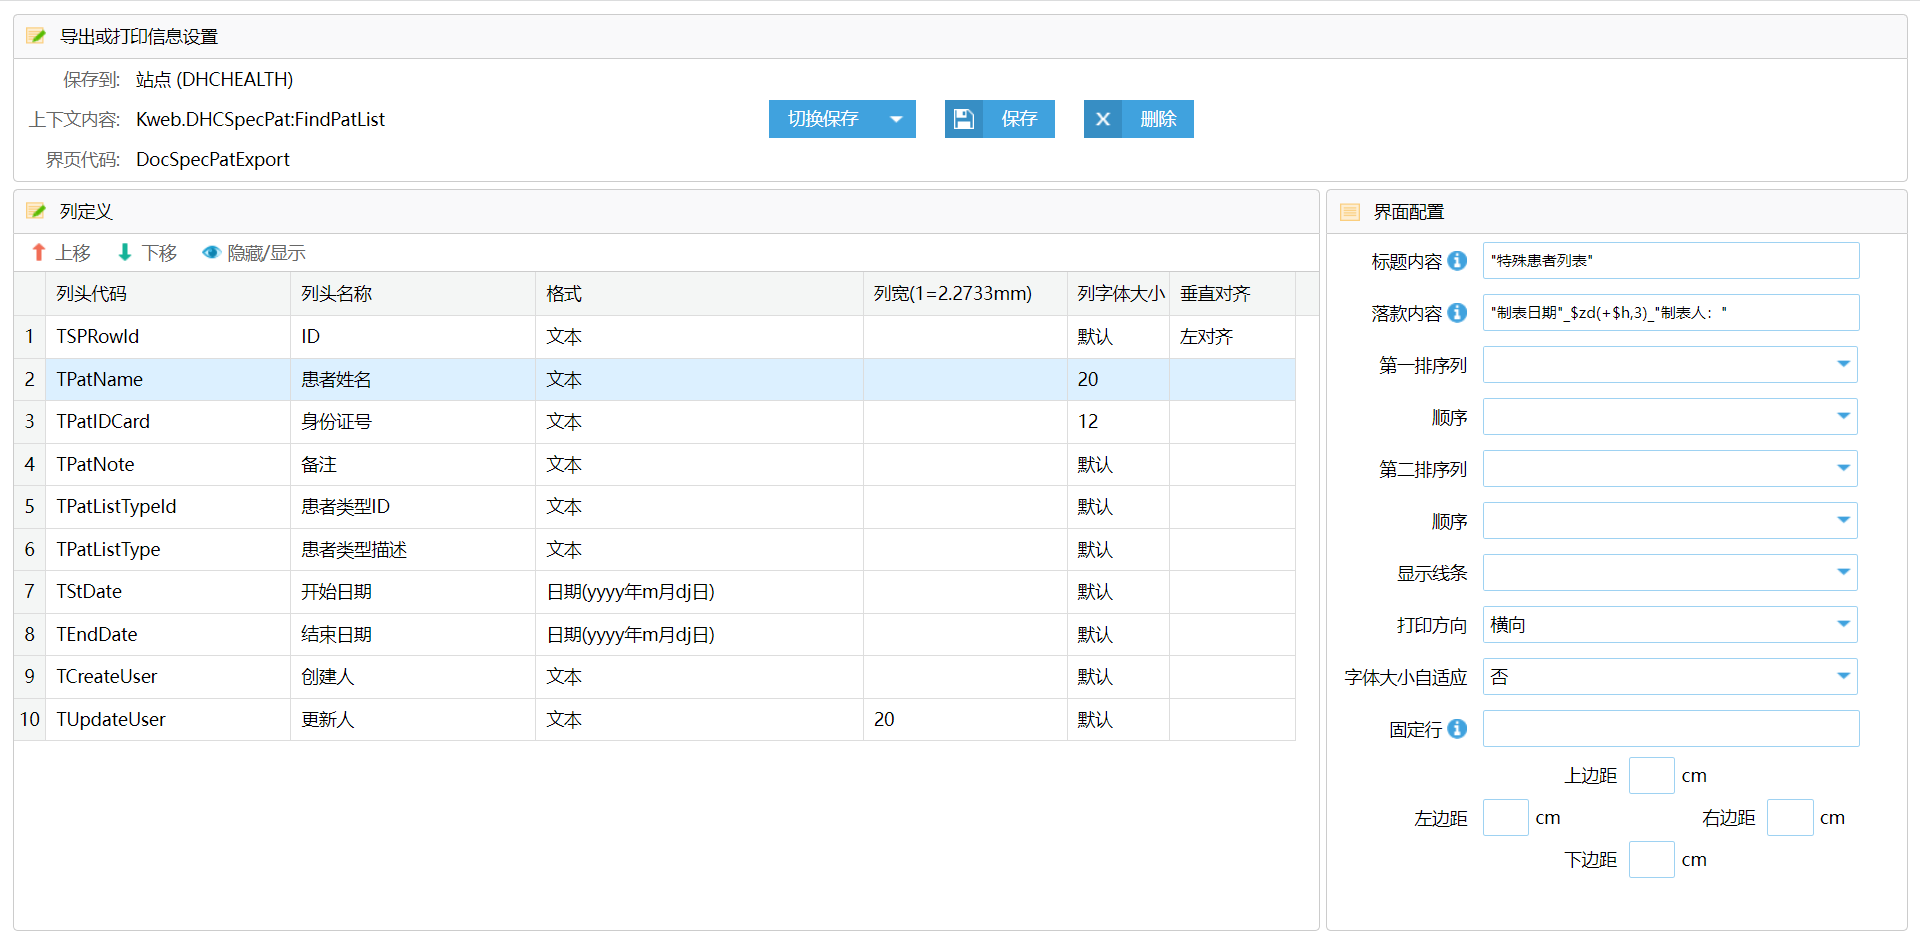 导出或打印信息设置
保存到: 站点 (DHCHEALTH)
上下文内容: Kweb.DHCSpecPat:FindPatList
界页代码: DocSpecPatExport
切换保存 保存 删除
列定义
上移 下移 隐藏/显示
列头代码 列头名称 格式 列宽(1=2.2733mm) 列字体大小 垂直对齐
1 TSPRowId ID 文本 默认 左对齐
2 TPatName 患者姓名 文本 20
3 TPatIDCard 身份证号 文本 12
4 TPatNote 备注 文本 默认
5 TPatListTypeId 患者类型ID 文本 默认
6 TPatListType 患者类型描述 文本 默认
7 TStDate 开始日期 日期(yyyy年m月dj日) 默认
8 TEndDate 结束日期 日期(yyyy年m月dj日) 默认
9 TCreateUser 创建人 文本 默认
10 TUpdateUser 更新人 文本 20 默认
界面配置
标题内容 "特殊患者列表"
落款内容 "制表日期"_$zd(+$h,3)_"制表人："
第一排序列
顺序
第二排序列
顺序
显示线条
打印方向 横向
字体大小自适应 否
固定行
上边距 cm
左边距 cm 右边距 cm
下边距 cm